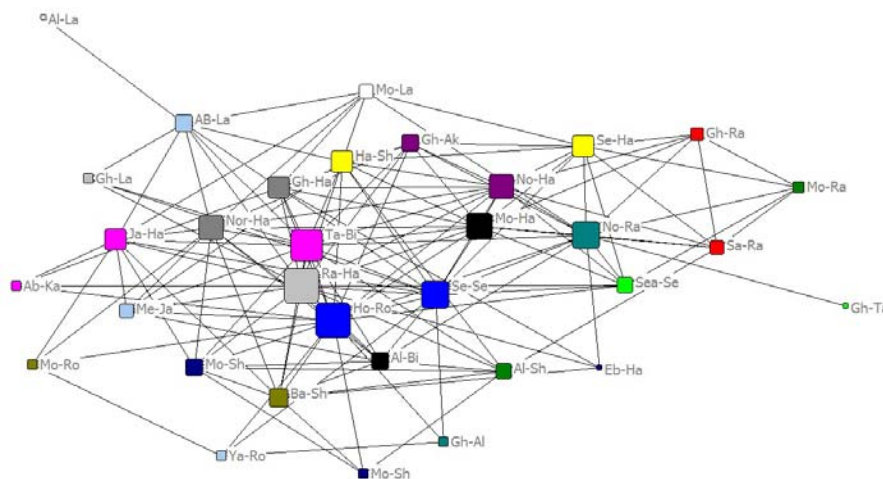 Al-La
Mo-La
AB-La
Gh-Ak
Se-Ha
Gh-Ra
Ha-Sh
Gh-La
Gh-Ha
No-Ha
Mo-Ra
Nor-Ha
Mo-Ha
Ja-Ha
Ta-Bi
No-Ra
Sa-Ra
Ra-Ha
Ab-Ka
Se-Se
Sea-Se
Me-Ja
Ho-Ro
Gh-Ta
Mo-Ro
Mo-Sh
Al-Bi
Al-Sh
Eb-Ha
Ba-Sh
Gh-Al
Ya-Ro
Mo-Sh